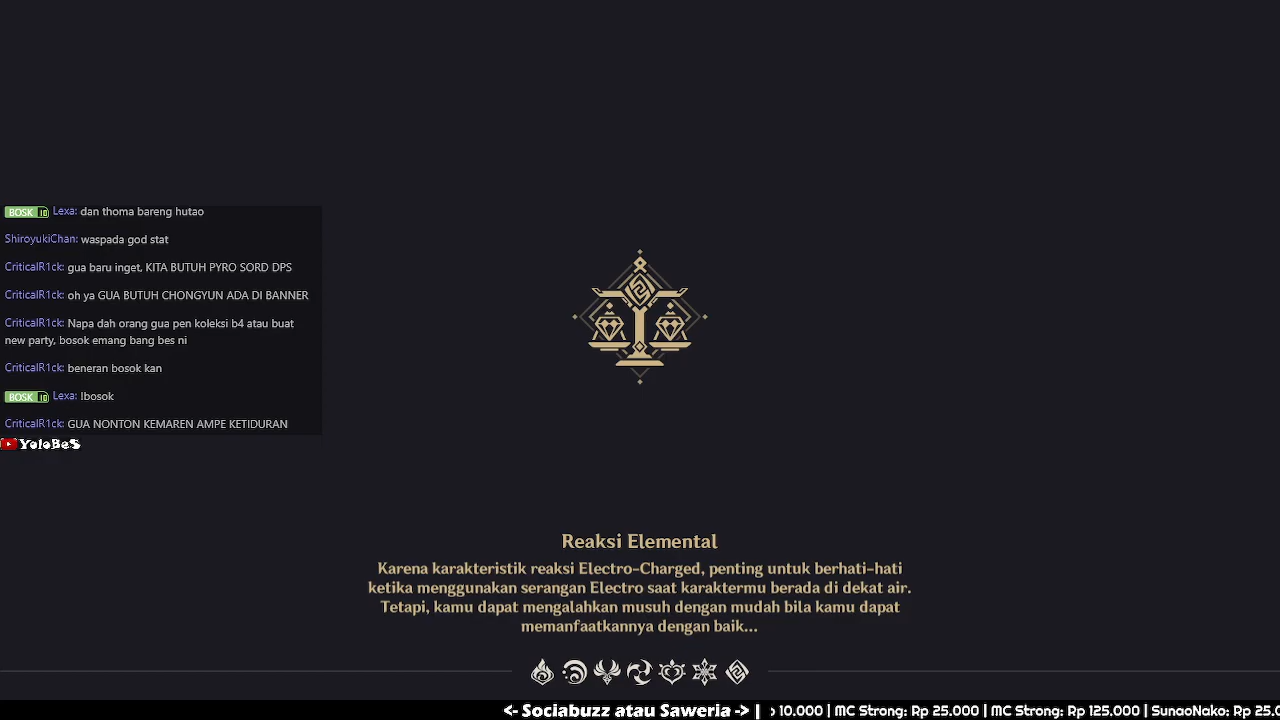 BOSK ID Lexa: dan thoma bareng hutao
ShiroyukiChan: waspada god stat
CriticalR1ck: gua baru inget, KITA BUTUH PYRO SORD DPS
CriticalR1ck: oh ya GUA BUTUH CHONGYUN ADA DI BANNER
CriticalR1ck: Napa dah orang gua pen koleksi b4 atau buat
new party, bosok emang bang bes ni
CriticalR1ck: beneran bosok kan
BOSK ID Lexa: !bosok
CriticalR1ck: GUA NONTON KEMAREN AMPE KETIDURAN
YoloBeS
Reaksi Elemental
Karena karakteristik reaksi Electro-Charged, penting untuk berhati-hati
ketika menggunakan serangan Electro saat karaktermu berada di dekat air.
Tetapi, kamu dapat mengalahkan musuh dengan mudah bila kamu dapat
memanfaatkannya dengan baik...
<- Sociabuzz atau Saweria -> | 10.000 | MC Strong: Rp 25.000 | MC Strong: Rp 125.000 | SunaoNako: Rp 25.0